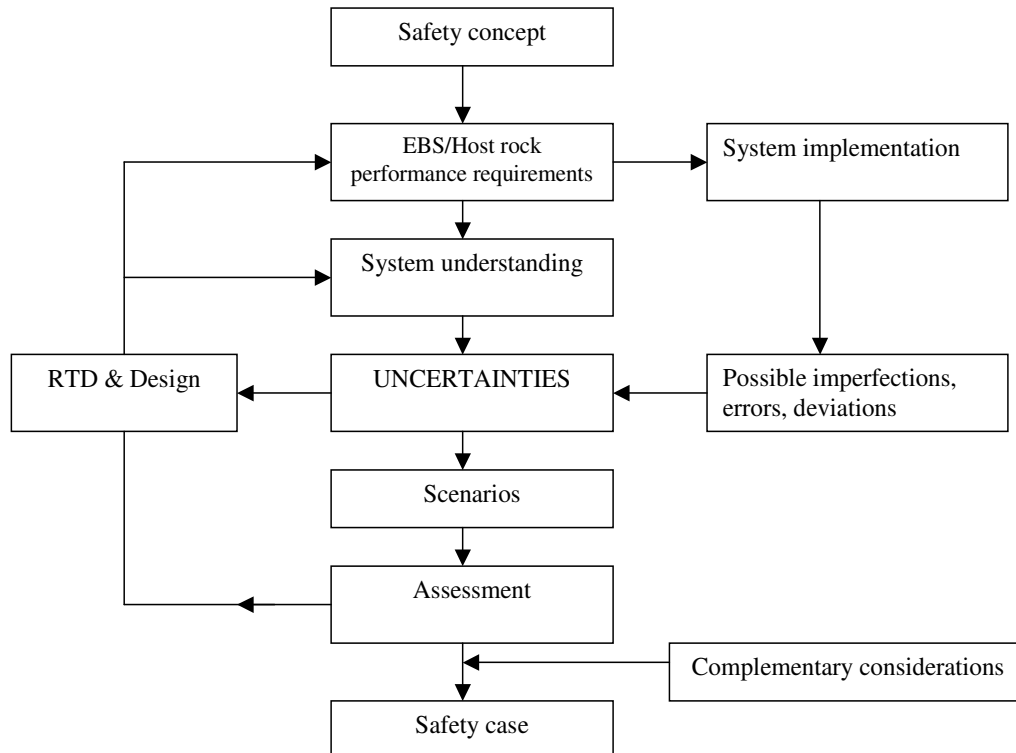 Safety concept
EBS/Host rock
performance requirements
System implementation
System understanding
RTD & Design
UNCERTAINTIES
Possible imperfections,
errors, deviations
Scenarios
Assessment
Complementary considerations
Safety case